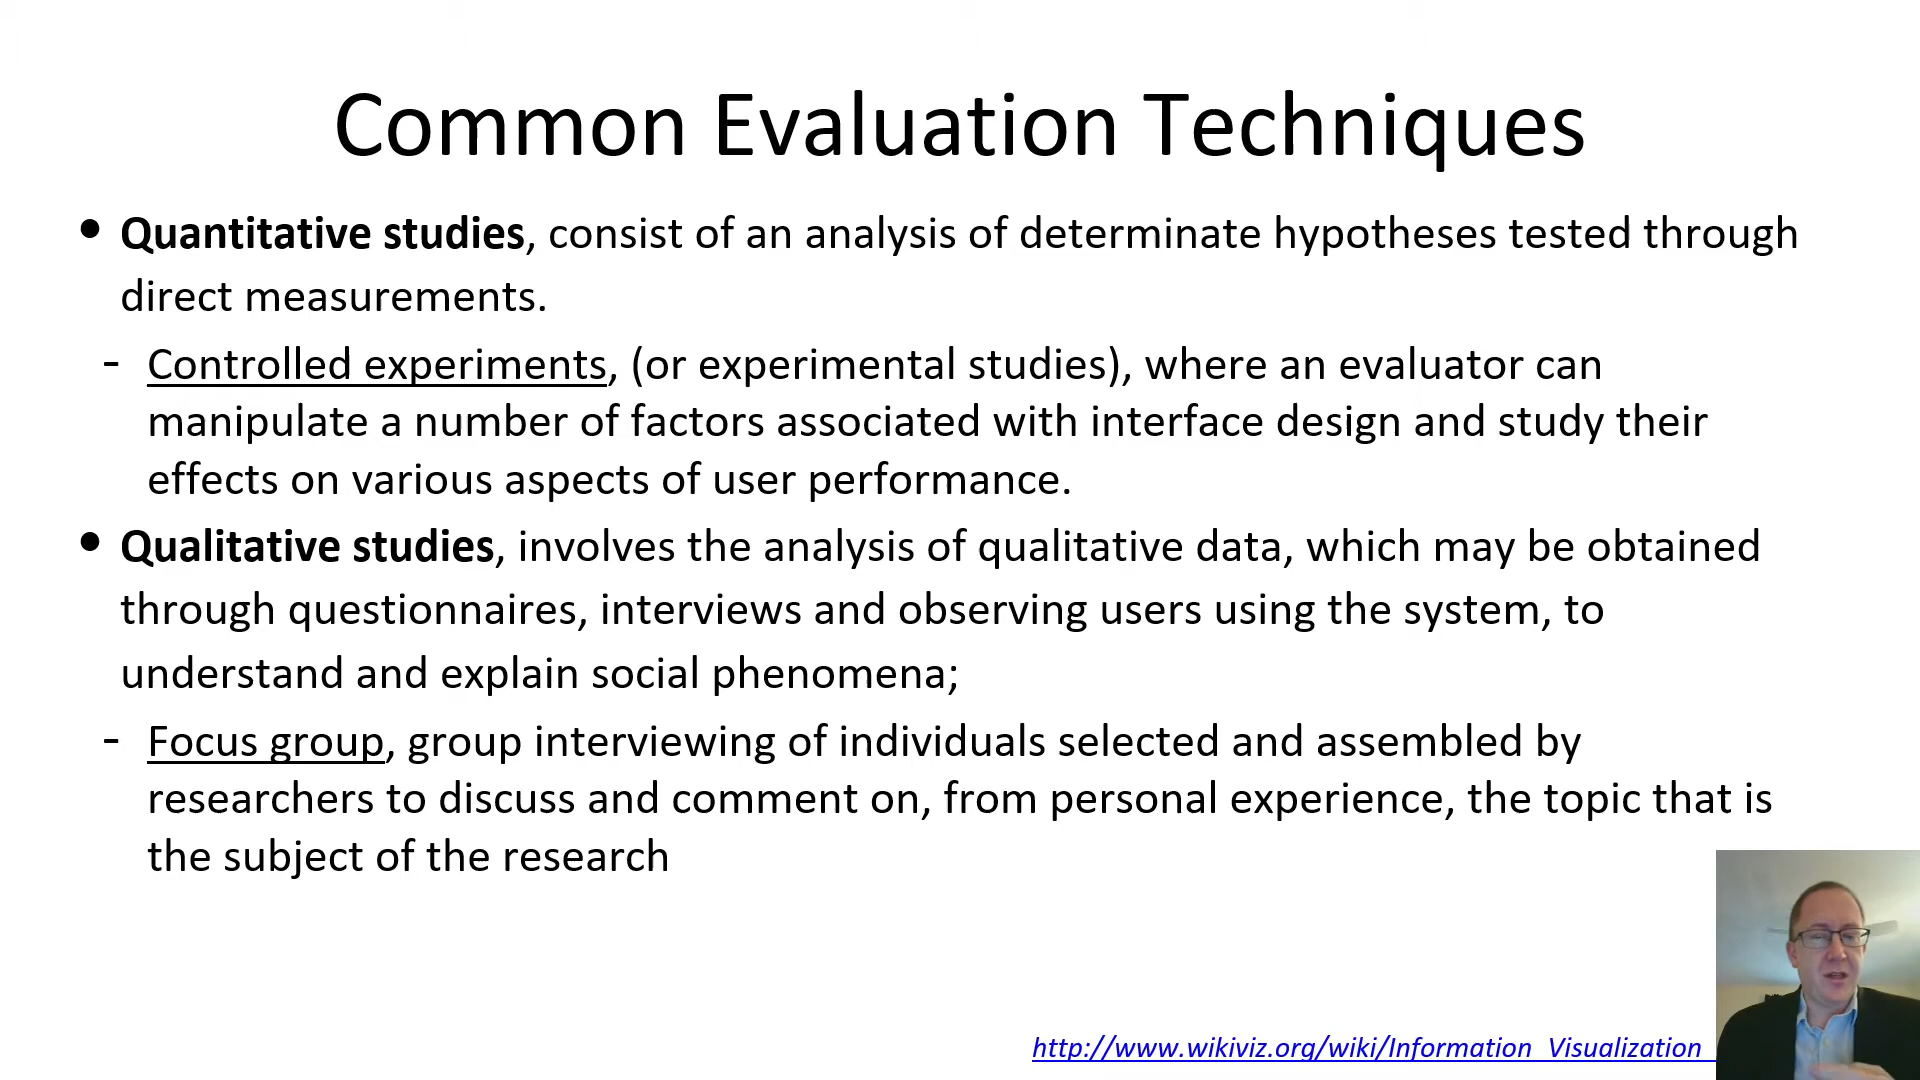 Common Evaluation Techniques
• Quantitative studies, consist of an analysis of determinate hypotheses tested through
direct measurements.
- Controlled experiments, (or experimental studies), where an evaluator can
manipulate a number of factors associated with interface design and study their
effects on various aspects of user performance.
• Qualitative studies, involves the analysis of qualitative data, which may be obtained
through questionnaires, interviews and observing users using the system, to
understand and explain social phenomena;
- Focus group, group interviewing of individuals selected and assembled by
researchers to discuss and comment on, from personal experience, the topic that is
the subject of the research
http://www.wikiviz.org/wiki/Information_Visualization_